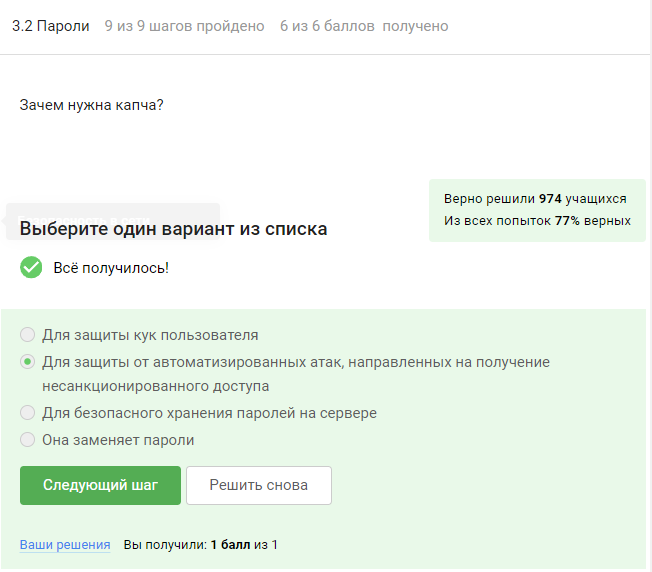 3.2 Пароли 9 из 9 шагов пройдено 6 из 6 баллов получено
Зачем нужна капча?
Верно решили 974 учащихся
Из всех попыток 77% верных
Безопасность в сети
Выберите один вариант из списка
Всё получилось!
Для защиты кук пользователя
Для защиты от автоматизированных атак, направленных на получение
несанкционированного доступа
Для безопасного хранения паролей на сервере
Она заменяет пароли
Следующий шаг Решить снова
Ваши решения Вы получили: 1 балл из 1